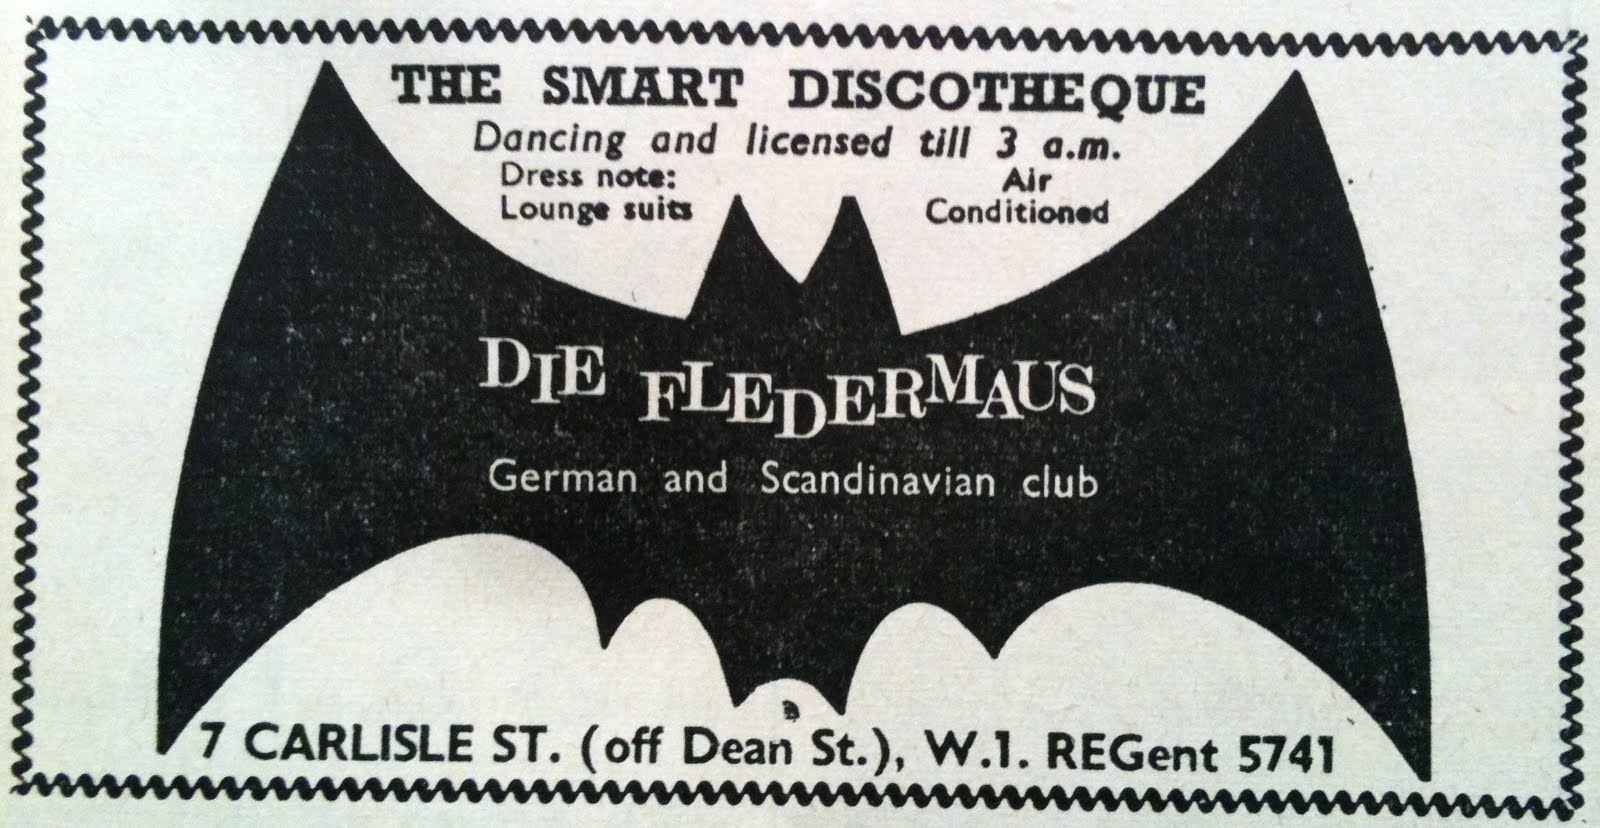 THE SMART DISCOTHEQUE
Dancing and licensed till 3 a.m.
Dress note:
Lounge suits
Air
Conditioned
DIE FLEDERMAUS
German and Scandinavian club
7 CARLISLE ST. (off Dean St.), W.1. REGent 5741